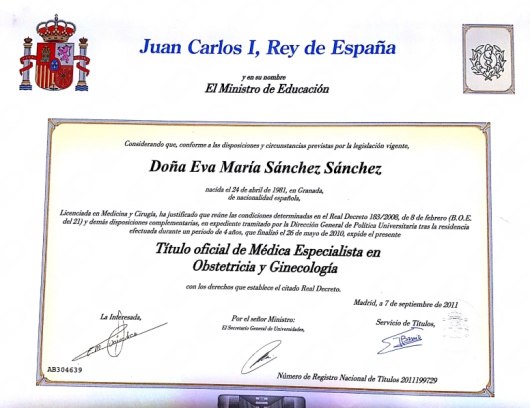 Juan Carlos I, Rey de España
y en su nombre
El Ministro de Educación
Considerando que, conforme a las disposiciones y circunstancias previstas por la legislación vigente,
Doña Eva María Sánchez Sánchez
nacida el 24 de abril de 1981, en Granada,
de nacionalidad española,
Licenciada en Medicina y Cirugía, ha justificado que reúne las condiciones determinadas en el Real Decreto 183/2008, de 8 de febrero (B.O.E.
del 21) y demás disposiciones complementarias, en expediente tramitado por la Dirección General de Política Universitaria tras la residencia
efectuada durante un periodo de 4 años, que finalizó el 26 de mayo de 2010, expide el presente
Título oficial de Médica Especialista en
Obstetricia y Ginecología
con los derechos que establece el citado Real Decreto.
Madrid, a 7 de septiembre de 2011
La Interesada,
Por el señor Ministro:
El Secretario General de Universidades,
Servicio de Títulos,
AB304639
Número de Registro Nacional de Títulos 2011199729